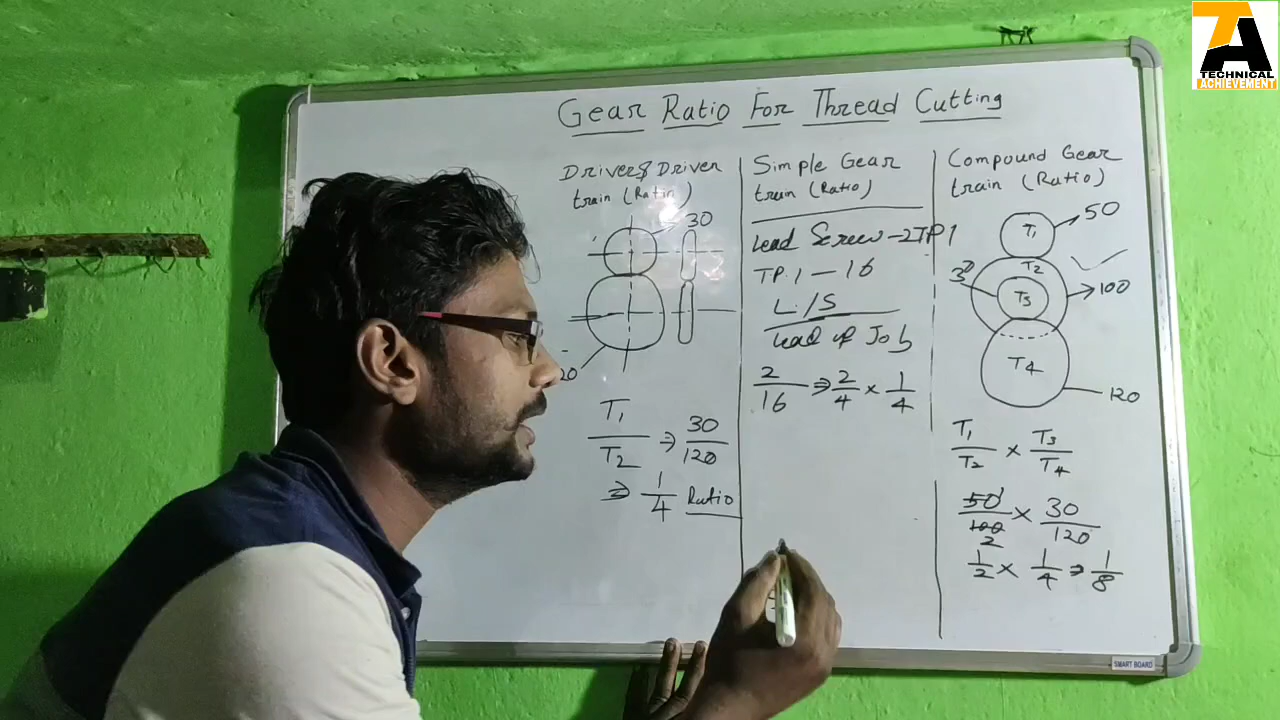 Gear Ratio For Thread Cutting
Driver & Driver
train (Ratio)
30
20
T1
T2
⇒ 30
120
⇒ 1
4 Ratio
Simple Gear
train (Ratio)
Lead Screw - 2TPI
TPI - 16
L/S
Lead of Job
2/16 ⇒ 2/4 × 1/4
Compound Gear
train (Ratio)
50
T1
T2
30
T3
100
T4
120
T1/T2 × T3/T4
50/100 × 30/120
1
2
1/2 × 1/4 ⇒ 1/8
TA
TECHNICAL
ACHIEVEMENT
SMART BOARD